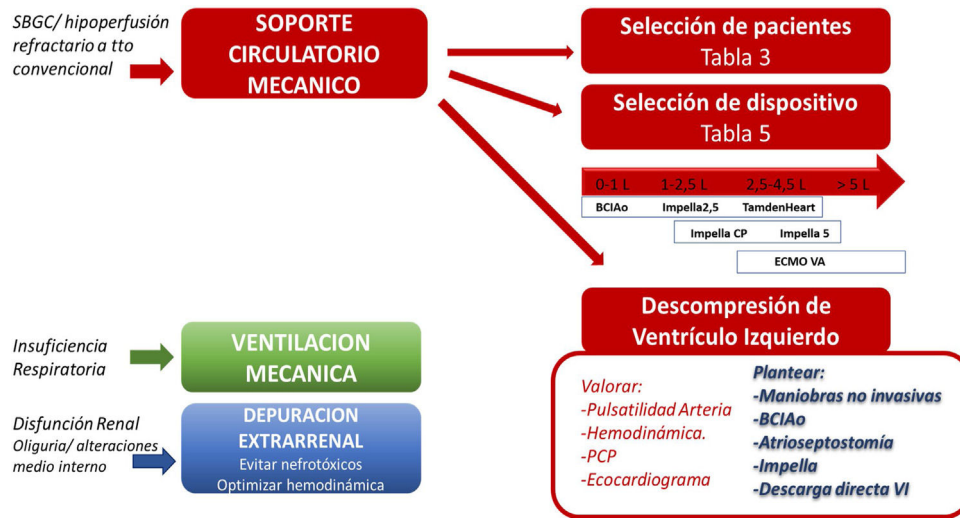 SBGC/ hipoperfusión
refractario a tto
convencional
SOPORTE
CIRCULATORIO
MECANICO
Selección de pacientes
Tabla 3
Selección de dispositivo
Tabla 5
0-1 L 1-2,5 L 2,5-4,5 L > 5 L
BCIAo Impella2,5 TamdenHeart
Impella CP Impella 5
ECMO VA
Descompresión de
Ventrículo Izquierdo
Valorar:
-Pulsatilidad Arteria
-Hemodinámica.
-PCP
-Ecocardiograma
Plantear:
-Maniobras no invasivas
-BCIAo
-Atrioseptostomía
-Impella
-Descarga directa VI
Insuficiencia
Respiratoria
VENTILACION
MECANICA
Disfunción Renal
Oliguria/ alteraciones
medio interno
DEPURACION
EXTRARRENAL
Evitar nefrotóxicos
Optimizar hemodinámica